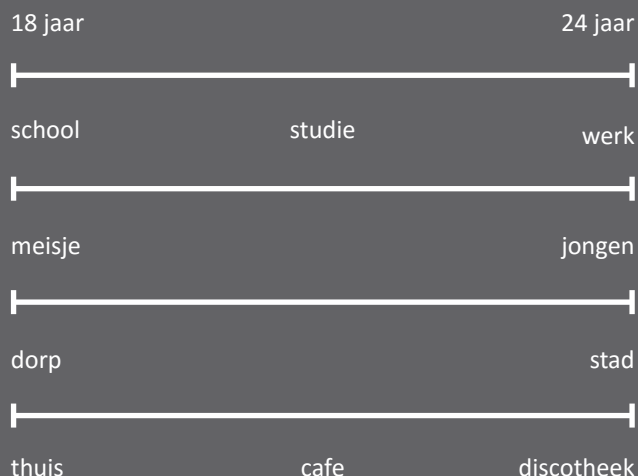 18 jaar 24 jaar
school studie werk
meisje jongen
dorp stad
thuis cafe discotheek